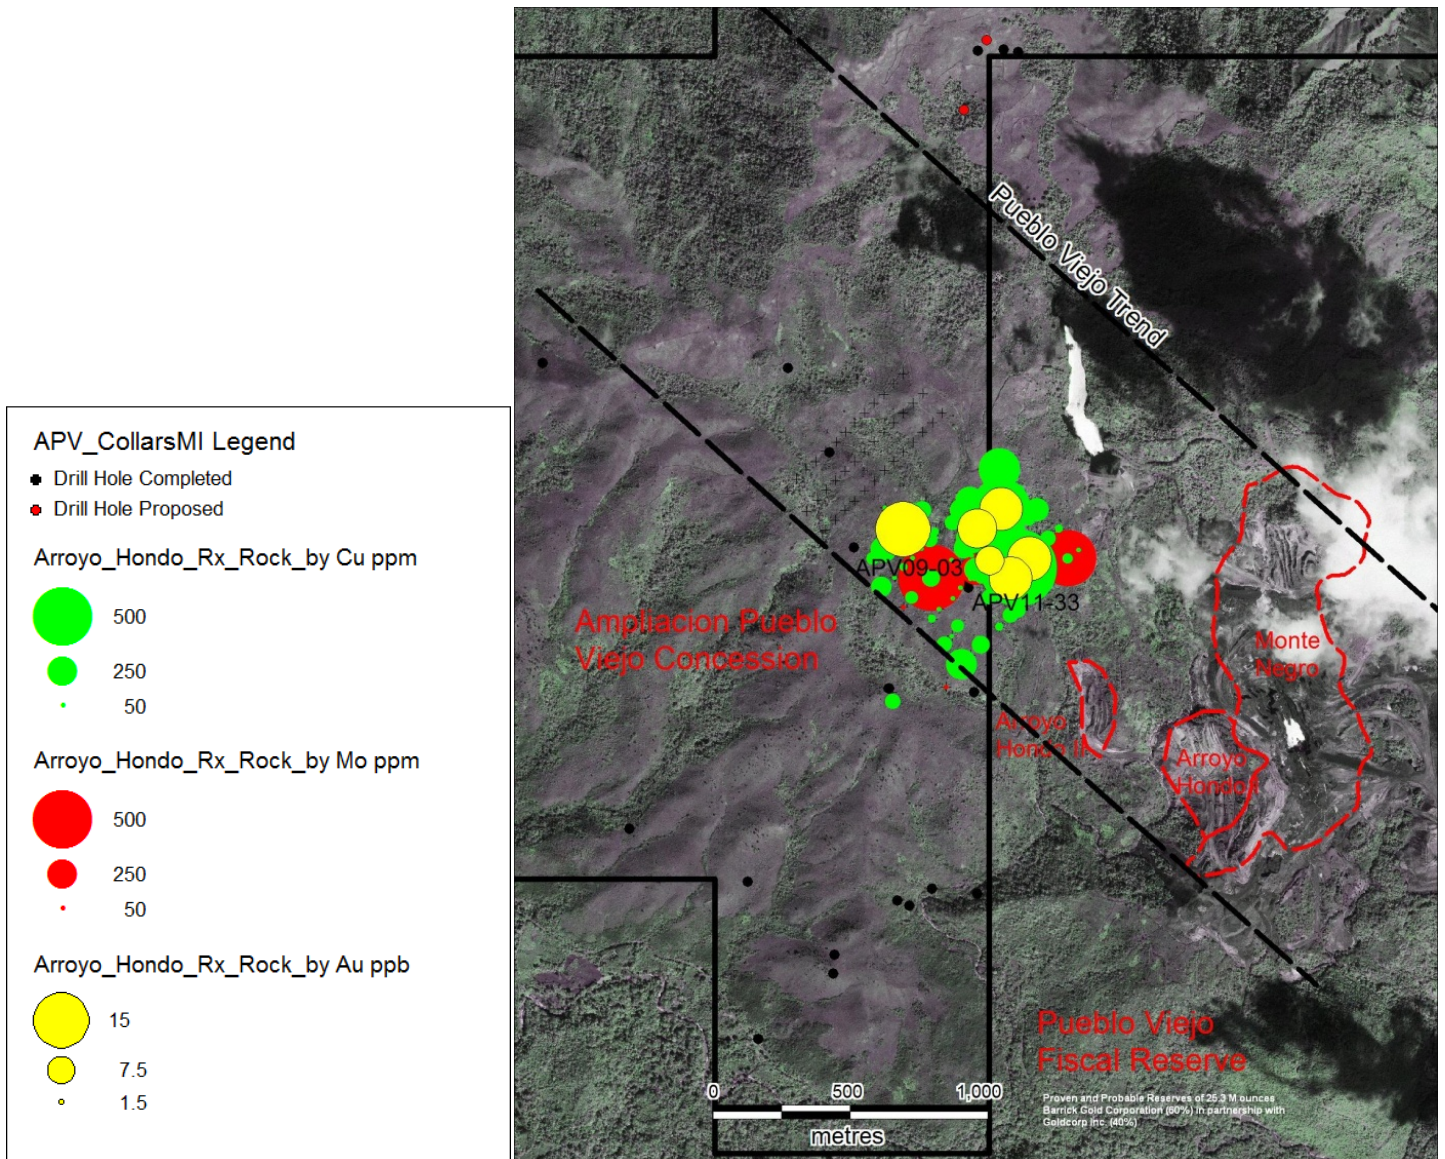 APV_CollarsMI Legend
Drill Hole Completed
Drill Hole Proposed
Arroyo_Hondo_Rx_Rock_by Cu ppm
500
250
50
Arroyo_Hondo_Rx_Rock_by Mo ppm
500
250
50
Arroyo_Hondo_Rx_Rock_by Au ppb
15
7.5
1.5
Pueblo Viejo Trend
APV09-03
APV11-33
Ampliacion Pueblo
Viejo Concession
Monte
Negro
Arroyo
Hondo II
Arroyo
Hondo I
Pueblo Viejo
Fiscal Reserve
Proven and Probable Reserves of 25.3 M ounces
Barrick Gold Corporation (60%) in partnership with
Goldcorp Inc. (40%)
0 500 1,000
metres